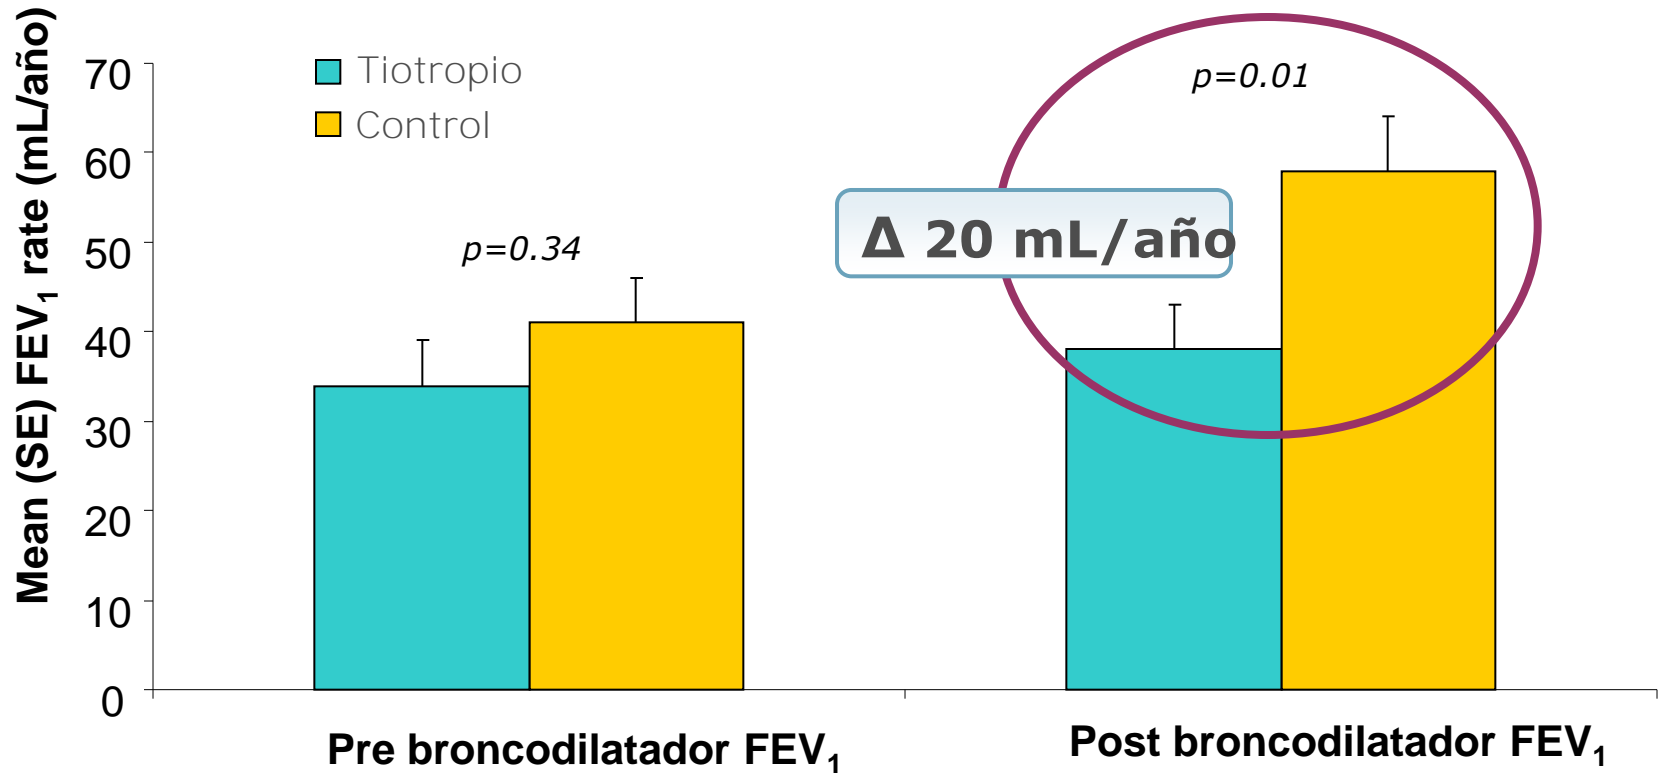 Mean (SE) FEV₁ rate (mL/año)
70
60
50
40
30
20
10
0
Tiotropio
Control
p=0.34
p=0.01
Δ 20 mL/año
Pre broncodilatador FEV₁
Post broncodilatador FEV₁